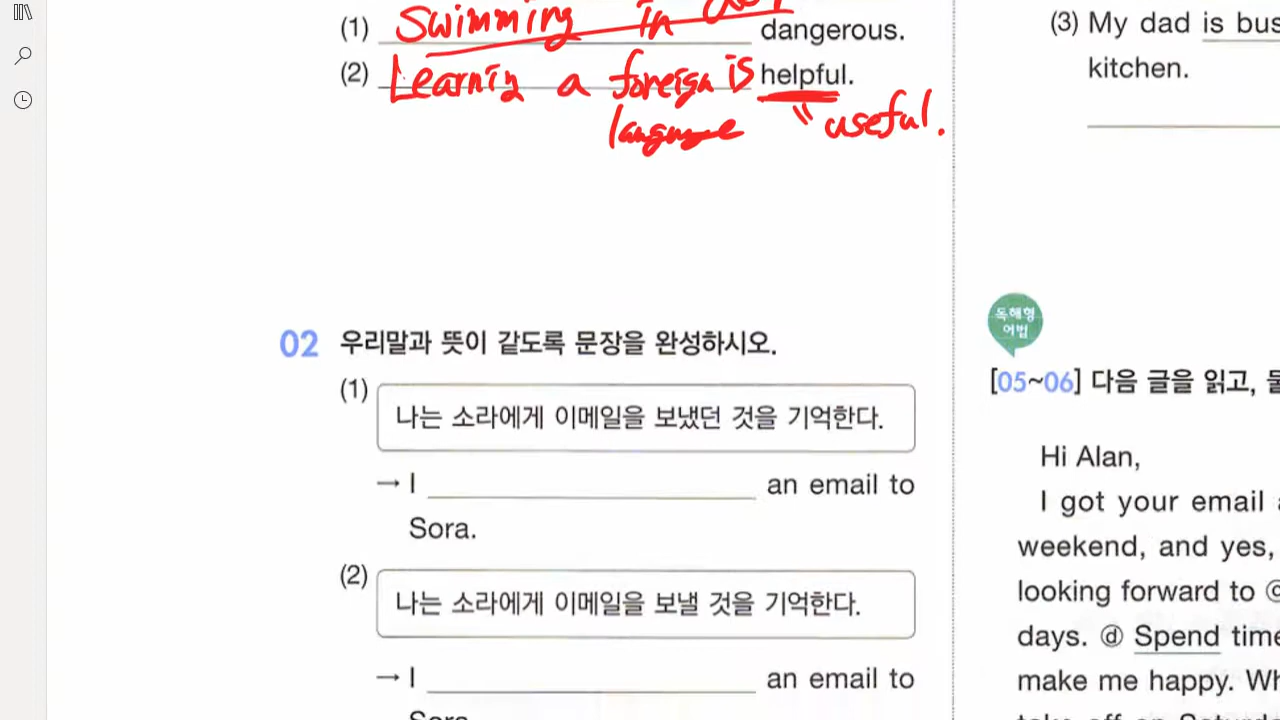 (1) Swimming in dangerous.
(2) Learning a foreign is helpful.
language " useful.
02 우리말과 뜻이 같도록 문장을 완성하시오.
(1)
나는 소라에게 이메일을 보냈던 것을 기억한다.
→ I an email to
Sora.
(2)
나는 소라에게 이메일을 보낼 것을 기억한다.
→ I an email to
Sora.
(3) My dad is bus
kitchen.
독해형
어법
[05~06] 다음 글을 읽고,
Hi Alan,
I got your email
weekend, and yes,
looking forward to
days. ⓓ Spend time
make me happy. Wh
take off on Saturda